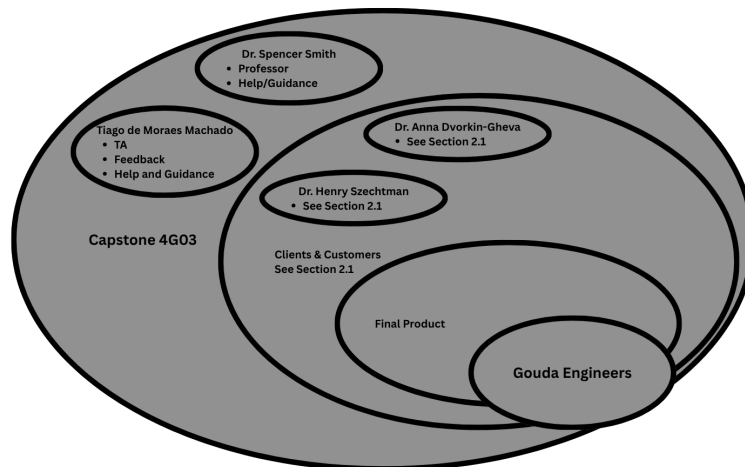 Dr. Spencer Smith
• Professor
• Help/Guidance
Tiago de Moraes Machado
• TA
• Feedback
• Help and Guidance
Dr. Anna Dvorkin-Gheva
• See Section 2.1
Dr. Henry Szechtman
• See Section 2.1
Capstone 4G03
Clients & Customers
See Section 2.1
Final Product
Gouda Engineers